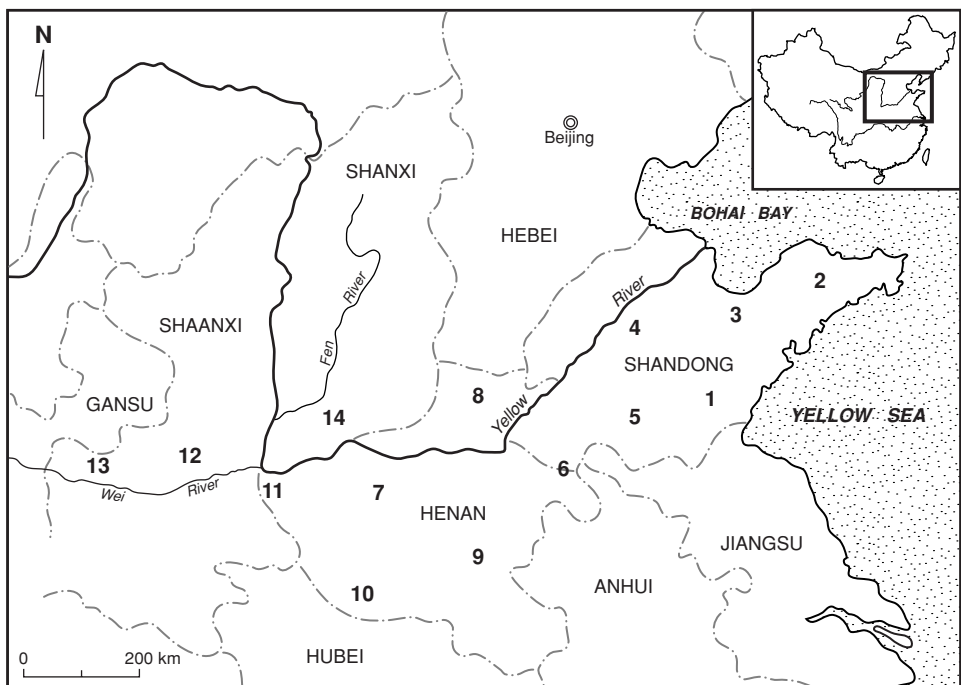 N
SHANXI
Beijing
BOHAI BAY
HEBEI
2
River
3
SHAANXI
River
4
Fen
SHANDONG
GANSU
8
1
Yellow
5
YELLOW SEA
14
13
12
6
Wei
River
11
7
HENAN
JIANGSU
9
ANHUI
10
HUBEI
0 200 km